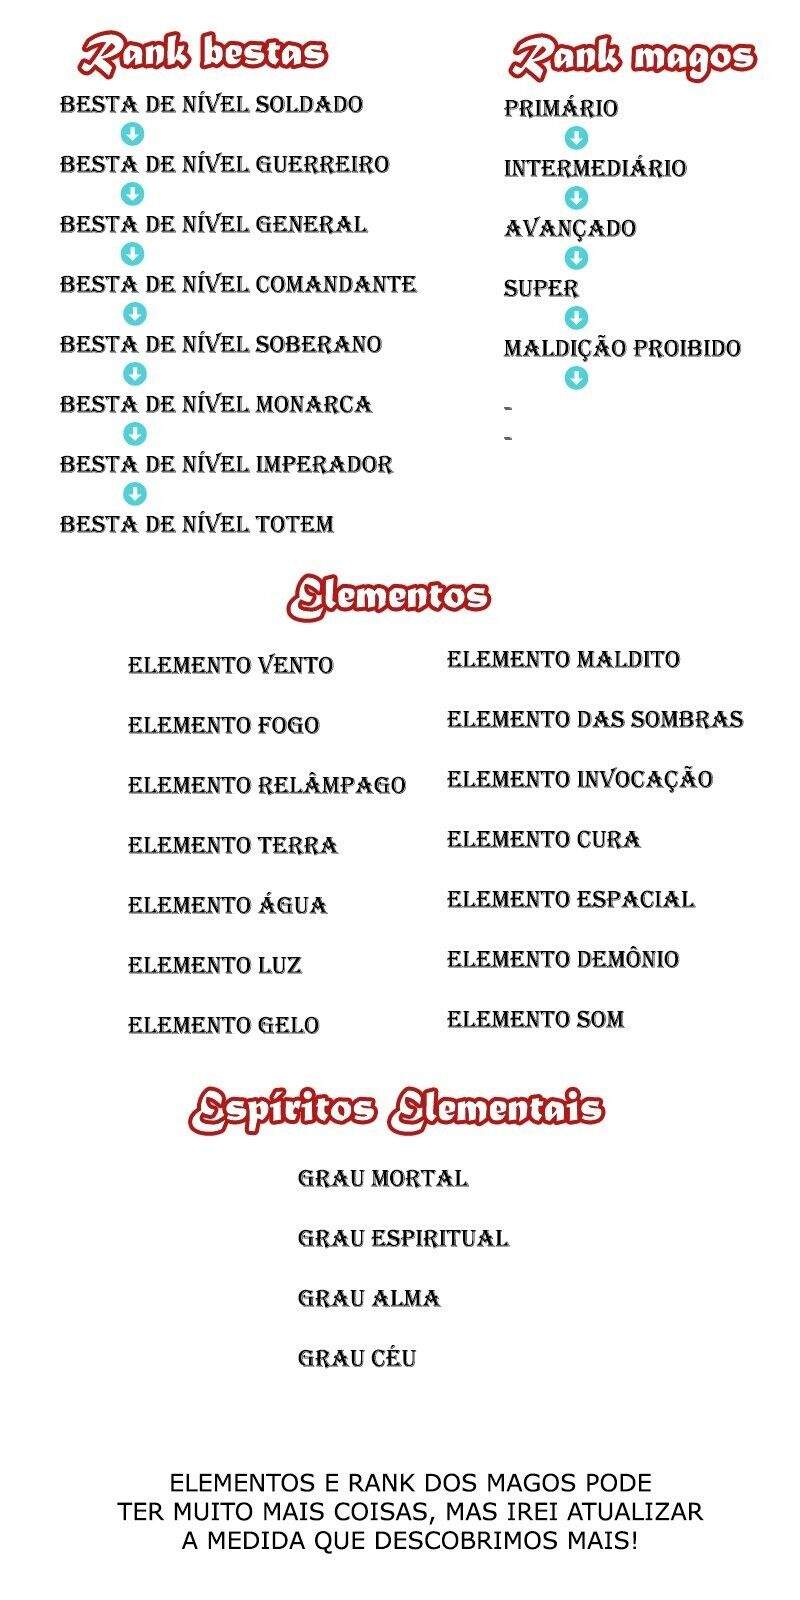 Rank bestas
BESTA DE NÍVEL SOLDADO
BESTA DE NÍVEL GUERREIRO
BESTA DE NÍVEL GENERAL
BESTA DE NÍVEL COMANDANTE
BESTA DE NÍVEL SOBERANO
BESTA DE NÍVEL MONARCA
BESTA DE NÍVEL IMPERADOR
BESTA DE NÍVEL TOTEM
Rank magos
PRIMÁRIO
INTERMEDIÁRIO
AVANÇADO
SUPER
MALDIÇÃO PROIBIDO
-
-
Elementos
ELEMENTO VENTO
ELEMENTO FOGO
ELEMENTO RELÂMPAGO
ELEMENTO TERRA
ELEMENTO ÁGUA
ELEMENTO LUZ
ELEMENTO GELO
ELEMENTO MALDITO
ELEMENTO DAS SOMBRAS
ELEMENTO INVOCAÇÃO
ELEMENTO CURA
ELEMENTO ESPACIAL
ELEMENTO DEMÔNIO
ELEMENTO SOM
Espíritos Elementais
GRAU MORTAL
GRAU ESPIRITUAL
GRAU ALMA
GRAU CÉU
ELEMENTOS E RANK DOS MAGOS PODE
TER MUITO MAIS COISAS, MAS IREI ATUALIZAR
A MEDIDA QUE DESCOBRIMOS MAIS!